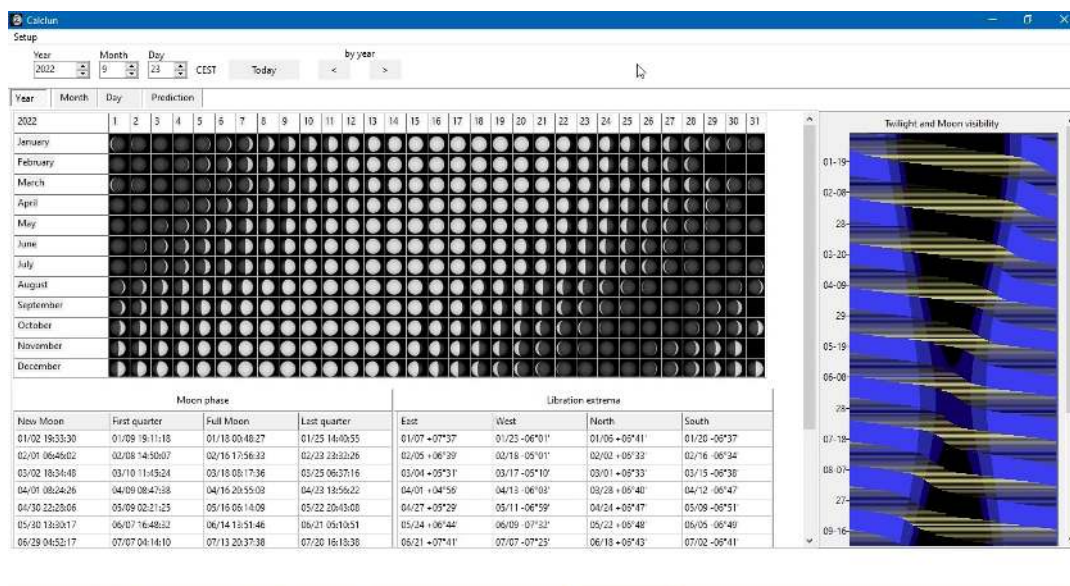 Calclun
Setup
Year Month Day by year
2022 9 23 CEST Today < >
Year Month Day Prediction
2022 1 2 3 4 5 6 7 8 9 10 11 12 13 14 15 16 17 18 19 20 21 22 23 24 25 26 27 28 29 30 31
January
February
March
April
May
June
July
August
September
October
November
December
Moon phase Libration extrema
New Moon First quarter Full Moon Last quarter East West North South
01/02 19:33:30 01/09 19:11:18 01/18 00:48:27 01/25 14:40:55 01/07 +07°37' 01/23 -06°01' 01/06 +06°41' 01/20 -06°37'
02/01 06:46:02 02/08 14:50:07 02/16 17:56:33 02/23 23:32:26 02/05 +06°39' 02/18 -05°01' 02/02 +06°33' 02/16 -06°34'
03/02 18:34:48 03/10 11:45:24 03/18 08:17:36 03/25 06:37:16 03/04 +05°31' 03/17 -05°10' 03/01 +06°33' 03/15 -06°38'
04/01 08:24:26 04/09 08:47:38 04/16 20:55:03 04/23 13:56:22 04/01 +04°56' 04/13 -06°03' 03/28 +06°40' 04/12 -06°47'
04/30 22:28:06 05/09 02:21:25 05/16 06:14:09 05/22 20:43:08 04/27 +05°29' 05/11 -06°59' 04/24 +06°47' 05/09 -06°51'
05/30 13:30:17 06/07 16:48:32 06/14 13:51:46 06/21 05:10:51 05/24 +06°44' 06/09 -07°32' 05/22 +06°48' 06/05 -06°49'
06/29 04:52:17 07/07 04:14:10 07/13 20:37:38 07/20 16:18:38 06/21 +07°41' 07/07 -07°25' 06/18 +06°43' 07/02 -06°41'
Twilight and Moon visibility
01-19
02-08
28
03-20
04-09
29
05-19
06-08
28
07-18
08-07
27
09-16